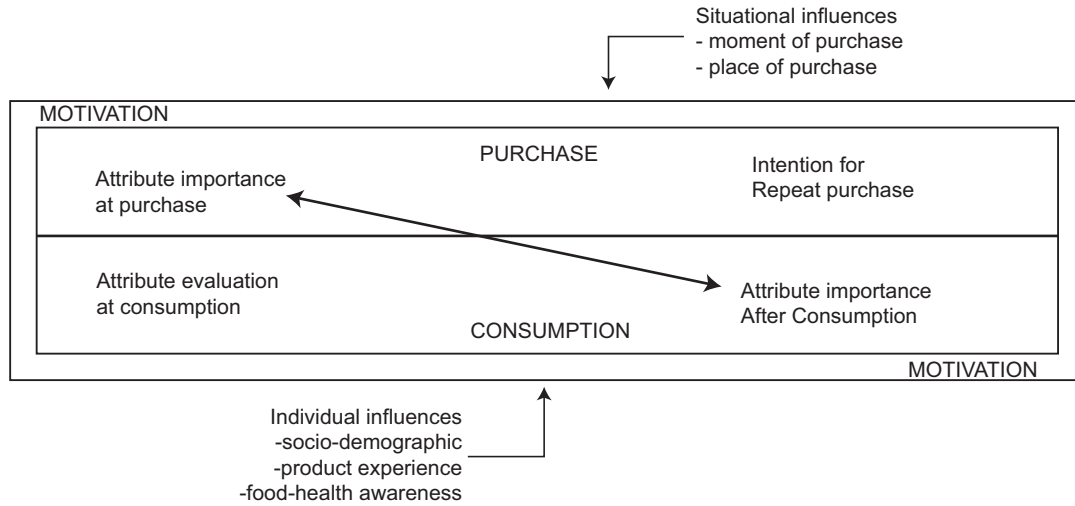 Situational influences
- moment of purchase
- place of purchase
MOTIVATION
PURCHASE
Attribute importance
at purchase
Intention for
Repeat purchase
Attribute evaluation
at consumption
Attribute importance
After Consumption
CONSUMPTION
MOTIVATION
Individual influences
-socio-demographic
-product experience
-food-health awareness